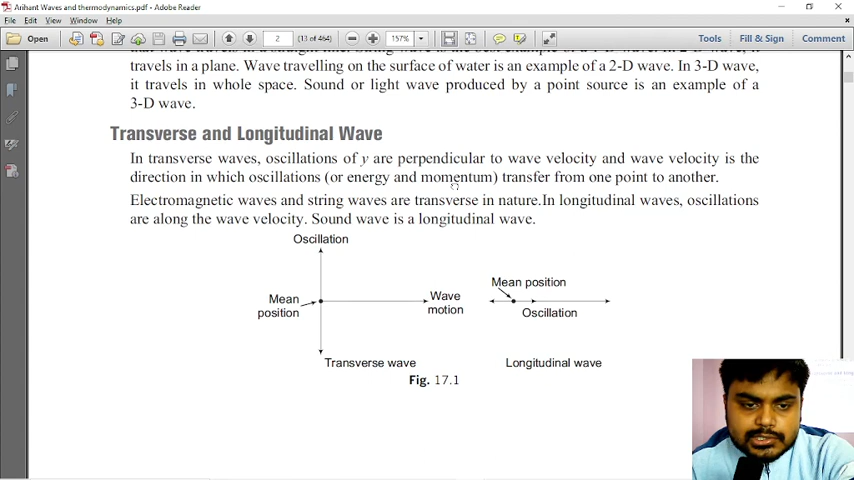 Arihant Waves and thermodynamics.pdf - Adobe Reader
File Edit View Window Help
Open 2 (13 of 464) 157% Tools Fill & Sign Comment
travels in a plane. Wave travelling on the surface of water is an example of a 2-D wave. In 3-D wave,
it travels in whole space. Sound or light wave produced by a point source is an example of a
3-D wave.
Transverse and Longitudinal Wave
In transverse waves, oscillations of y are perpendicular to wave velocity and wave velocity is the
direction in which oscillations (or energy and momentum) transfer from one point to another.
Electromagnetic waves and string waves are transverse in nature.In longitudinal waves, oscillations
are along the wave velocity. Sound wave is a longitudinal wave.
Oscillation
Mean position
Wave motion
Transverse wave
Mean position
Oscillation
Longitudinal wave
Fig. 17.1